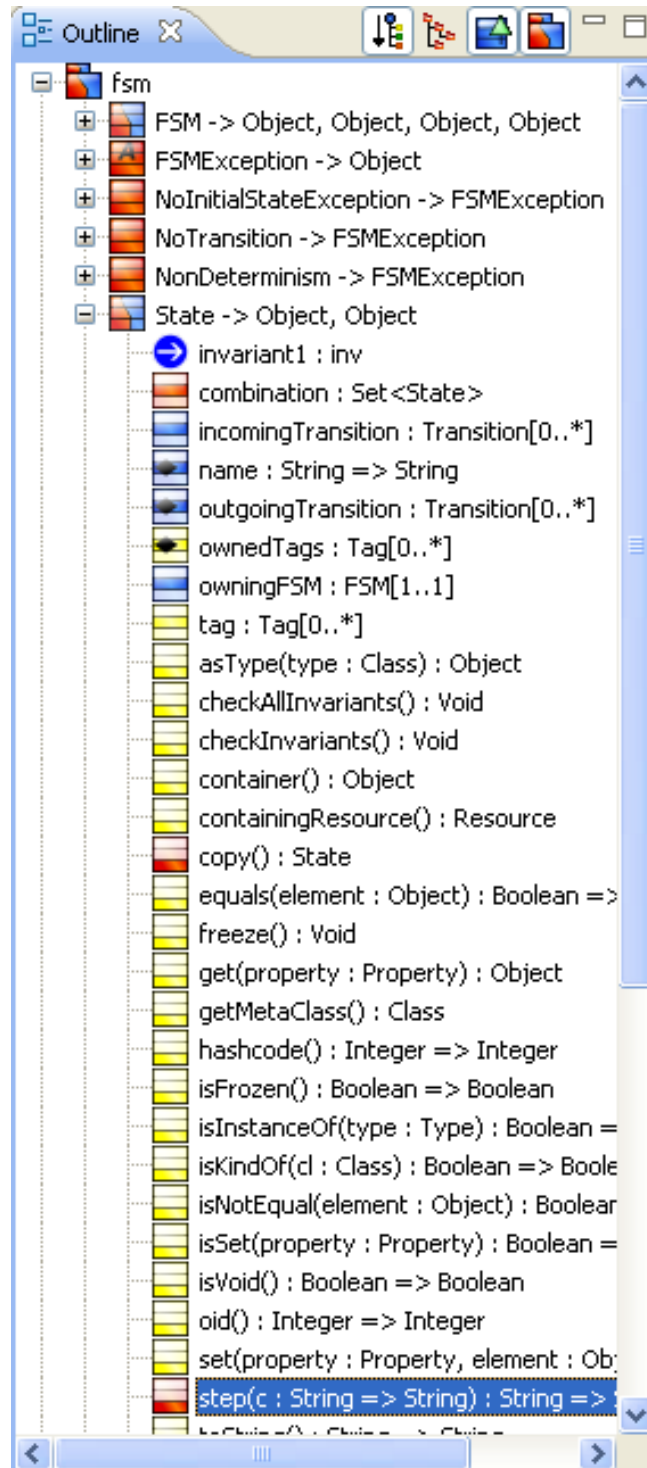 Outline
fsm
FSM -> Object, Object, Object, Object
FSMException -> Object
NoInitialStateException -> FSMException
NoTransition -> FSMException
NonDeterminism -> FSMException
State -> Object, Object
invariant1 : inv
combination : Set<State>
incomingTransition : Transition[0..*]
name : String => String
outgoingTransition : Transition[0..*]
ownedTags : Tag[0..*]
owningFSM : FSM[1..1]
tag : Tag[0..*]
asType(type : Class) : Object
checkAllInvariants() : Void
checkInvariants() : Void
container() : Object
containingResource() : Resource
copy() : State
equals(element : Object) : Boolean =>
freeze() : Void
get(property : Property) : Object
getMetaClass() : Class
hashcode() : Integer => Integer
isFrozen() : Boolean => Boolean
isInstanceOf(type : Type) : Boolean =
isKindOf(cl : Class) : Boolean => Boole
isNotEqual(element : Object) : Boolear
isSet(property : Property) : Boolean =
isVoid() : Boolean => Boolean
oid() : Integer => Integer
set(property : Property, element : Obj
step(c : String => String) : String =>
toString() : String => String